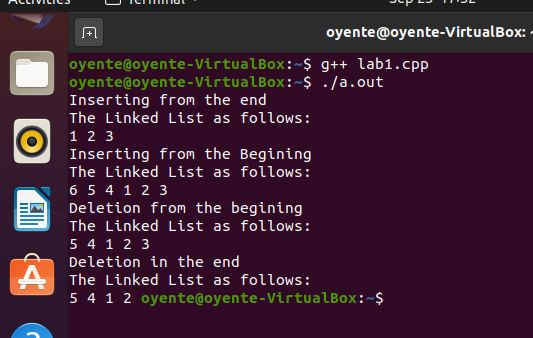 Activities Terminal Sep 25 17:52
oyente@oyente-VirtualBox: ~
oyente@oyente-VirtualBox:~$ g++ lab1.cpp
oyente@oyente-VirtualBox:~$ ./a.out
Inserting from the end
The Linked List as follows:
1 2 3
Inserting from the Begining
The Linked List as follows:
6 5 4 1 2 3
Deletion from the begining
The Linked List as follows:
5 4 1 2 3
Deletion in the end
The Linked List as follows:
5 4 1 2 oyente@oyente-VirtualBox:~$